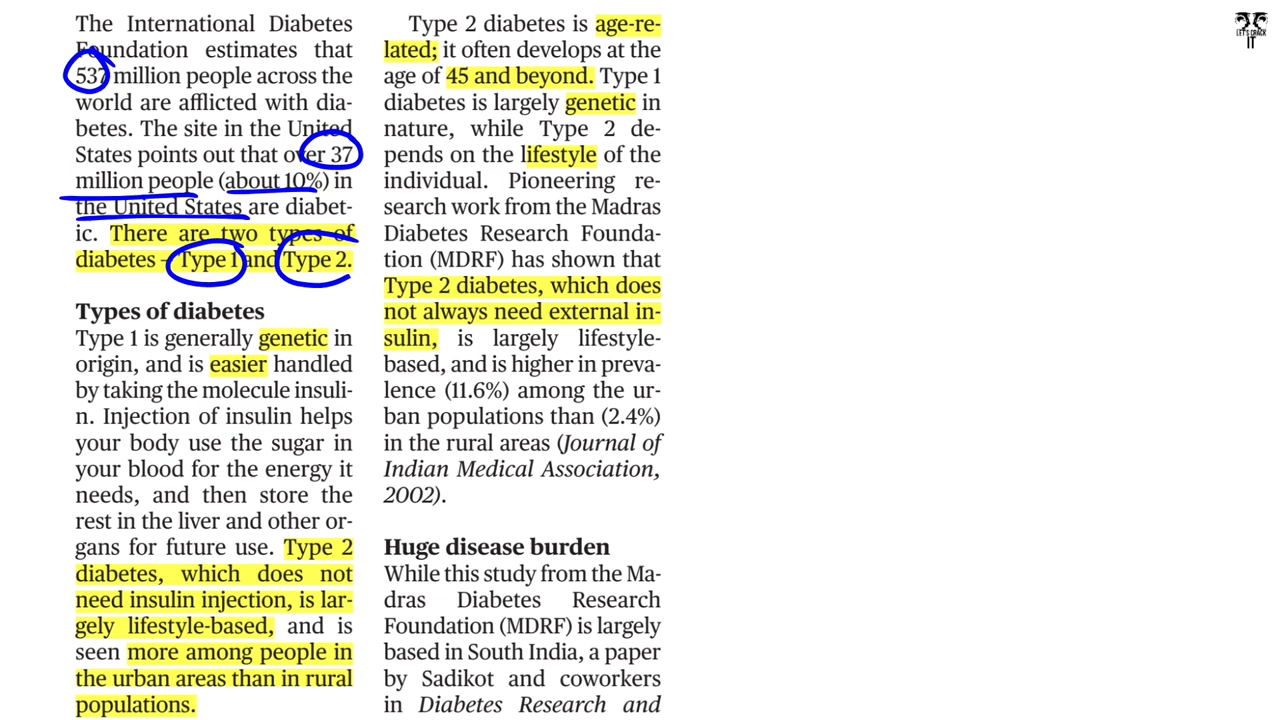 The International Diabetes
Foundation estimates that
537 million people across the
world are afflicted with dia-
betes. The site in the United
States points out that over 37
million people (about 10%) in
the United States are diabet-
ic. There are two types of
diabetes – Type 1 and Type 2.
Types of diabetes
Type 1 is generally genetic in
origin, and is easier handled
by taking the molecule insuli-
n. Injection of insulin helps
your body use the sugar in
your blood for the energy it
needs, and then store the
rest in the liver and other or-
gans for future use. Type 2
diabetes, which does not
need insulin injection, is lar-
gely lifestyle-based, and is
seen more among people in
the urban areas than in rural
populations.
Type 2 diabetes is age-re-
lated; it often develops at the
age of 45 and beyond. Type 1
diabetes is largely genetic in
nature, while Type 2 de-
pends on the lifestyle of the
individual. Pioneering re-
search work from the Madras
Diabetes Research Founda-
tion (MDRF) has shown that
Type 2 diabetes, which does
not always need external in-
sulin, is largely lifestyle-
based, and is higher in preva-
lence (11.6%) among the ur-
ban populations than (2.4%)
in the rural areas (Journal of
Indian Medical Association,
2002).
Huge disease burden
While this study from the Ma-
dras Diabetes Research
Foundation (MDRF) is largely
based in South India, a paper
by Sadikot and coworkers
in Diabetes Research and
LET'S CRACK
IT